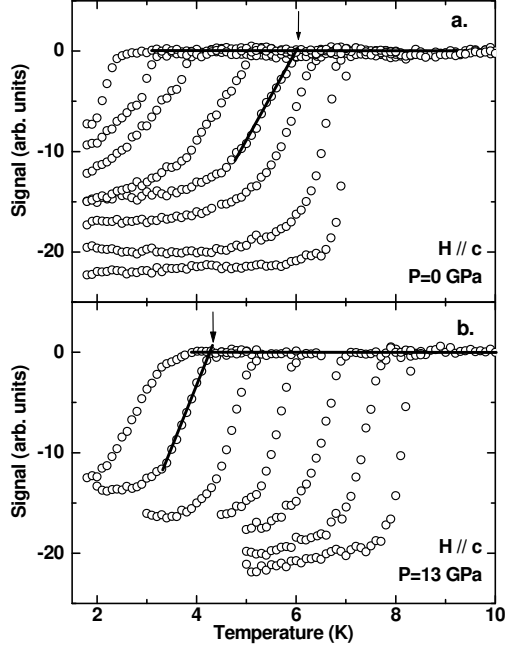 a.
0
-10
-20
Signal (arb. units)
H // c
P=0 GPa
b.
0
-10
-20
Signal (arb. units)
H // c
P=13 GPa
2 4 6 8 10
Temperature (K)